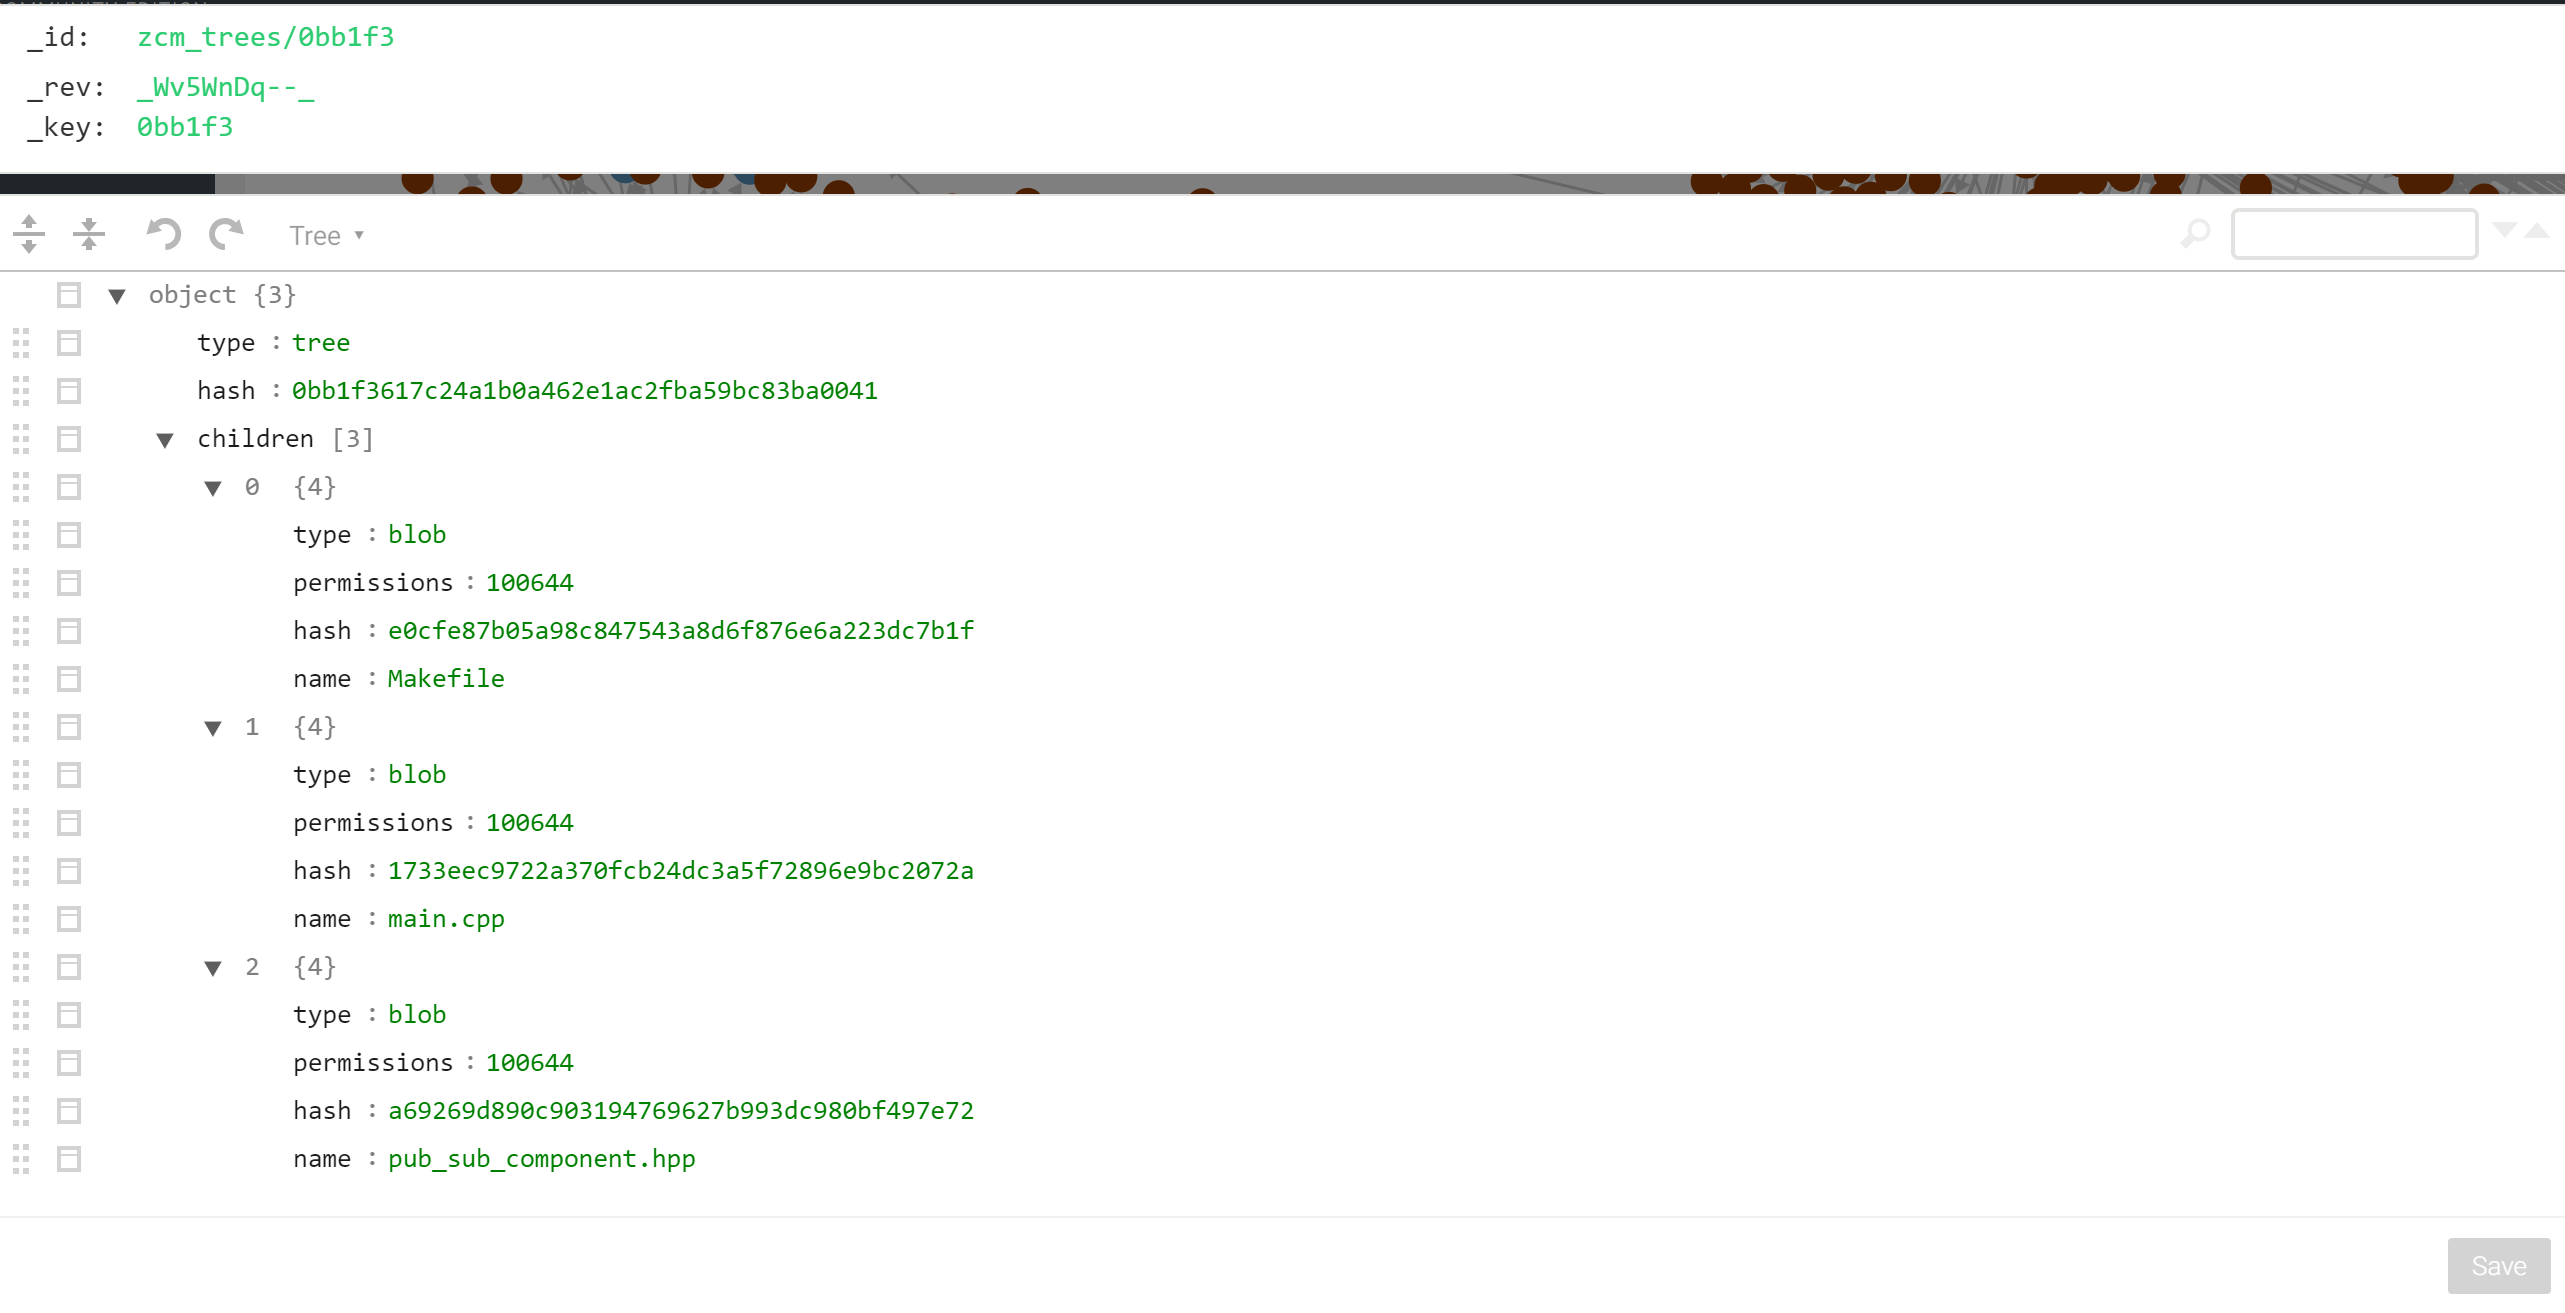 COMMUNITY EDITION
_id: zcm_trees/0bb1f3
_rev: _Wv5WnDq--_
_key: 0bb1f3
Tree ▾
object {3}
type : tree
hash : 0bb1f3617c24a1b0a462e1ac2fba59bc83ba0041
children [3]
0 {4}
type : blob
permissions : 100644
hash : e0cfe87b05a98c847543a8d6f876e6a223dc7b1f
name : Makefile
1 {4}
type : blob
permissions : 100644
hash : 1733eec9722a370fcb24dc3a5f72896e9bc2072a
name : main.cpp
2 {4}
type : blob
permissions : 100644
hash : a69269d890c903194769627b993dc980bf497e72
name : pub_sub_component.hpp
Save